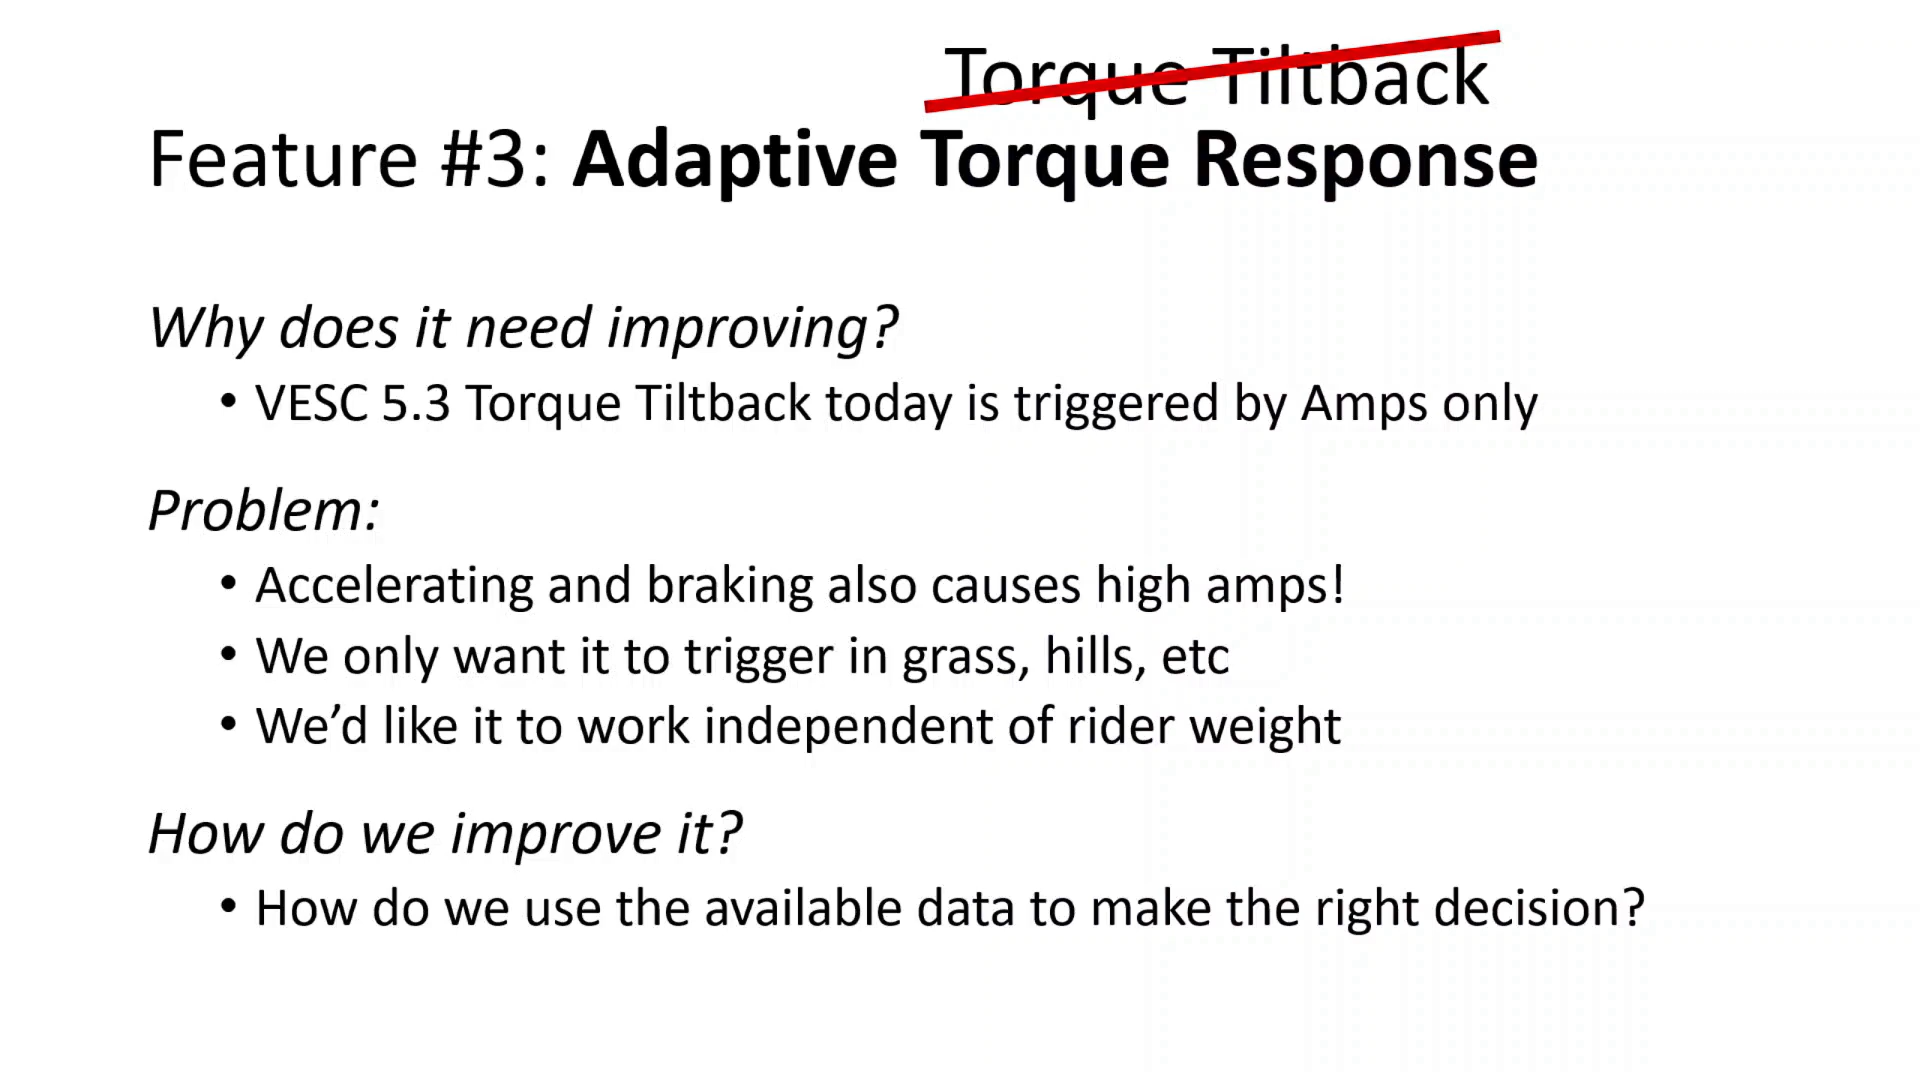 Torque Tiltback
Feature #3: Adaptive Torque Response
Why does it need improving?
• VESC 5.3 Torque Tiltback today is triggered by Amps only
Problem:
• Accelerating and braking also causes high amps!
• We only want it to trigger in grass, hills, etc
• We’d like it to work independent of rider weight
How do we improve it?
• How do we use the available data to make the right decision?